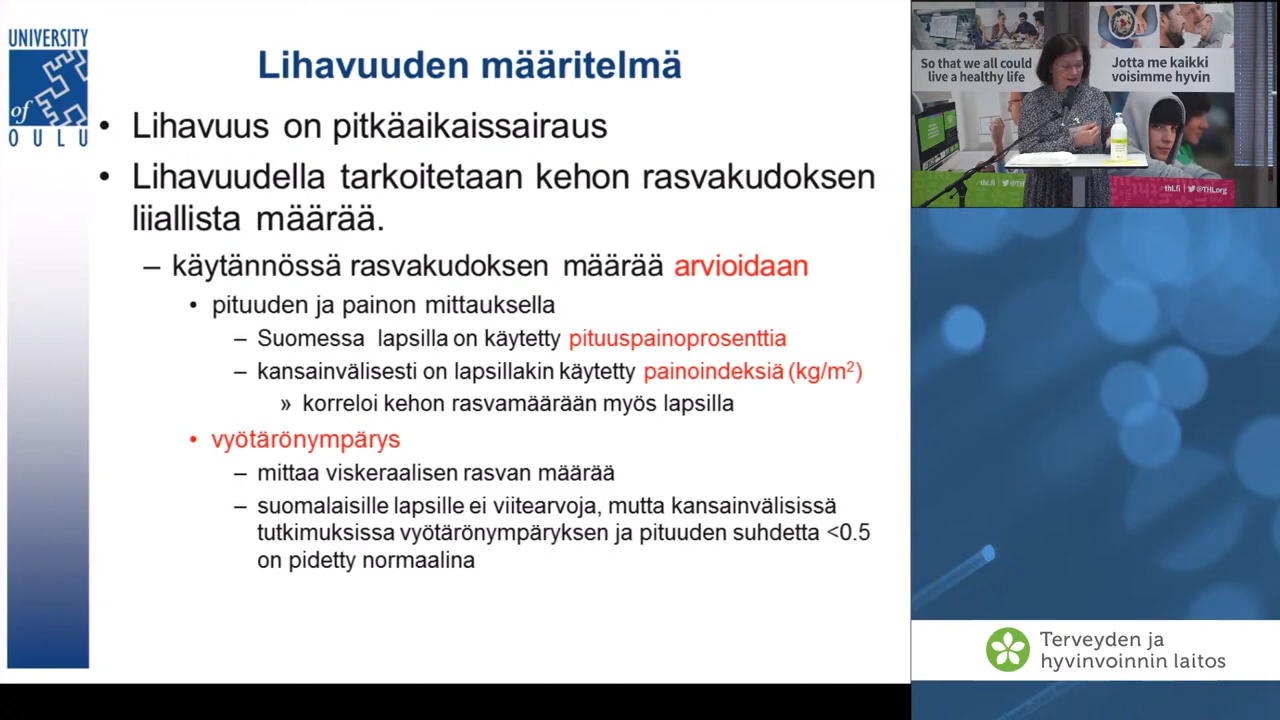 UNIVERSITY
of
OULU
Lihavuuden määritelmä
• Lihavuus on pitkäaikaissairaus
• Lihavuudella tarkoitetaan kehon rasvakudoksen
liiallista määrää.
– käytännössä rasvakudoksen määrää arvioidaan
• pituuden ja painon mittauksella
– Suomessa lapsilla on käytetty pituuspainoprosenttia
– kansainvälisesti on lapsillakin käytetty painoindeksiä (kg/m²)
» korreloi kehon rasvamäärään myös lapsilla
• vyötärönympärys
– mittaa viskeraalisen rasvan määrää
– suomalaisille lapsille ei viitearvoja, mutta kansainvälisissä
tutkimuksissa vyötärönympäryksen ja pituuden suhdetta <0.5
on pidetty normaalina
So that we all could
live a healthy life
Jotta me kaikki
voisimme hyvin
thl.fi | @TH
thl.fi | @THLorg
Terveyden ja
hyvinvoinnin laitos